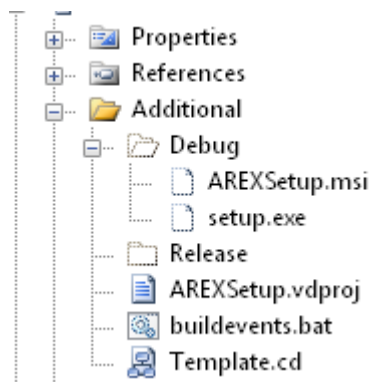 Properties
References
Additional
Debug
AREXSetup.msi
setup.exe
Release
AREXSetup.vdproj
buildevents.bat
Template.cd